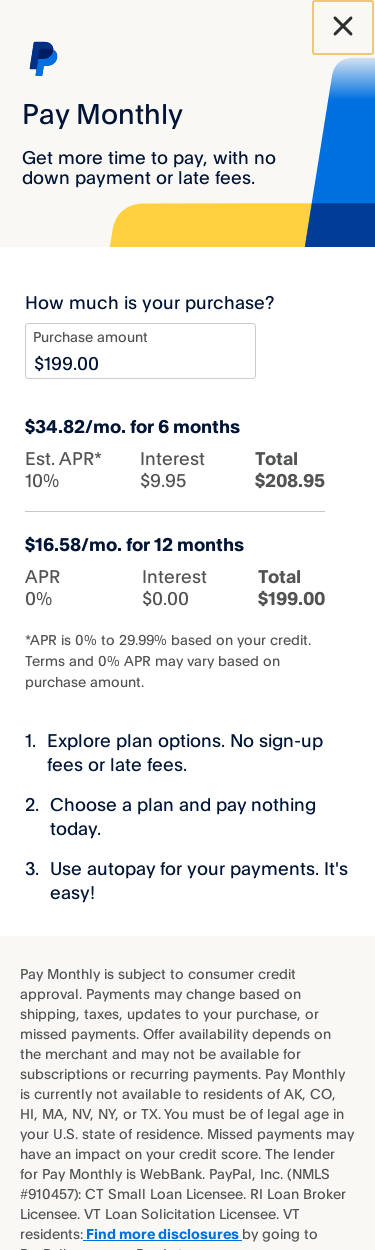 Pay Monthly
Get more time to pay, with no
down payment or late fees.
How much is your purchase?
Purchase amount
$199.00
$34.82/mo. for 6 months
Est. APR* Interest Total
10% $9.95 $208.95
$16.58/mo. for 12 months
APR Interest Total
0% $0.00 $199.00
*APR is 0% to 29.99% based on your credit.
Terms and 0% APR may vary based on
purchase amount.
1. Explore plan options. No sign-up
fees or late fees.
2. Choose a plan and pay nothing
today.
3. Use autopay for your payments. It's
easy!
Pay Monthly is subject to consumer credit
approval. Payments may change based on
shipping, taxes, updates to your purchase, or
missed payments. Offer availability depends on
the merchant and may not be available for
subscriptions or recurring payments. Pay Monthly
is currently not available to residents of AK, CO,
HI, MA, NV, NY, or TX. You must be of legal age in
your U.S. state of residence. Missed payments may
have an impact on your credit score. The lender
for Pay Monthly is WebBank. PayPal, Inc. (NMLS
#910457): CT Small Loan Licensee. RI Loan Broker
Licensee. VT Loan Solicitation Licensee. VT
residents: Find more disclosures by going to